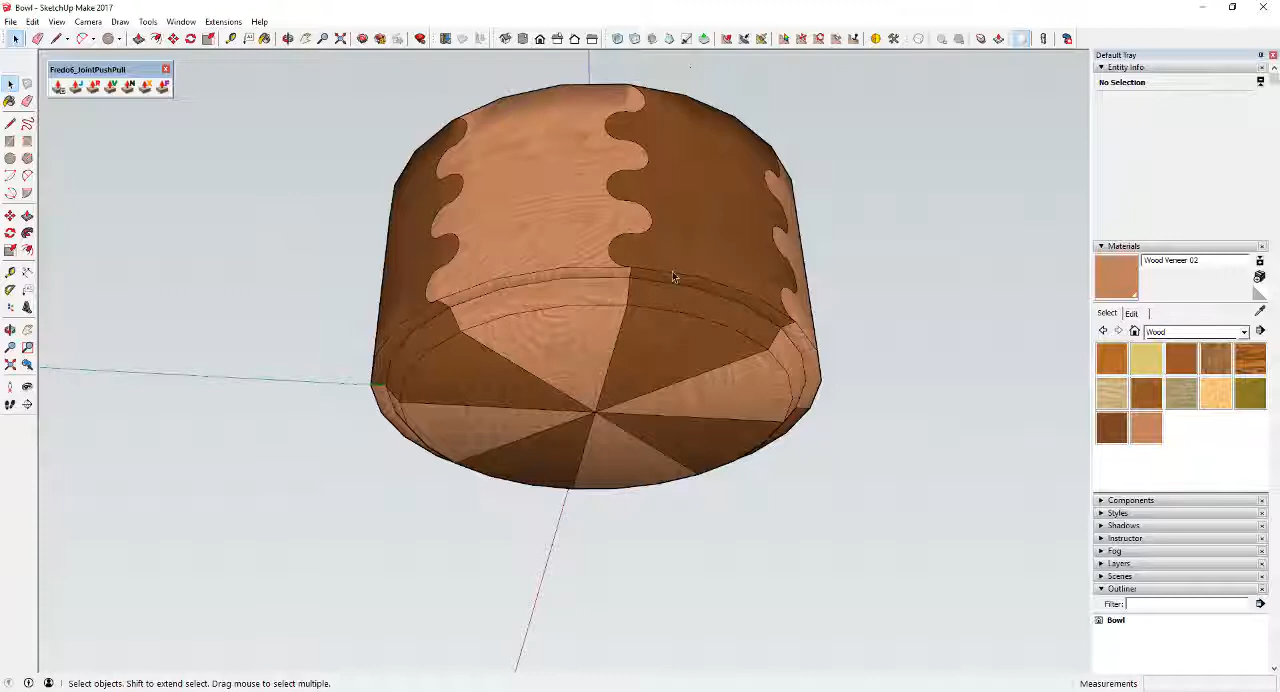 Bowl - SketchUp Make 2017
File Edit View Camera Draw Tools Window Extensions Help
Fredo6_JointPushPull
Default Tray
Entity Info
No Selection
Materials
Wood Veneer 02
Select Edit
Wood
Components
Styles
Shadows
Instructor
Fog
Layers
Scenes
Outliner
Filter:
Bowl
Select objects. Shift to extend select. Drag mouse to select multiple.
Measurements